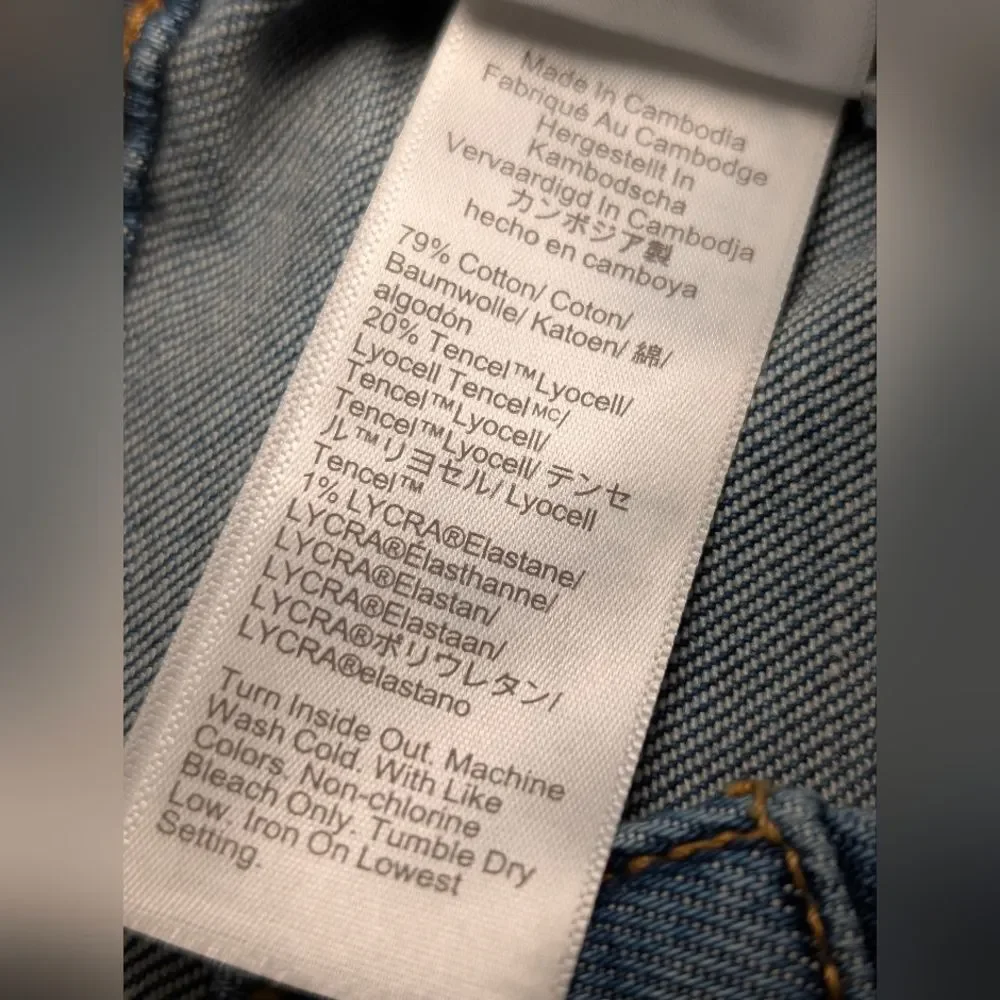 Made In Cambodia
Fabriqué Au Cambodge
Hergestellt In
Kambodscha
Vervaardigd In Cambodja
カンボジア製
hecho en camboya
79% Cotton/ Coton/
Baumwolle/ Katoen/ 綿/
algodón
20% Tencel™Lyocell/
Lyocell Tencelᴹᶜ/
Tencel™Lyocell/
Tencel™Lyocell/ テンセ
ル™リヨセル/ Lyocell
Tencel™
1% LYCRA®Elastane/
LYCRA®Élasthanne/
LYCRA®Elastan/
LYCRA®Elastaan/
LYCRA®ポリウレタン/
LYCRA®elastano
Turn Inside Out. Machine
Wash Cold. With Like
Colors. Non-chlorine
Bleach Only. Tumble Dry
Low. Iron On Lowest
Setting.